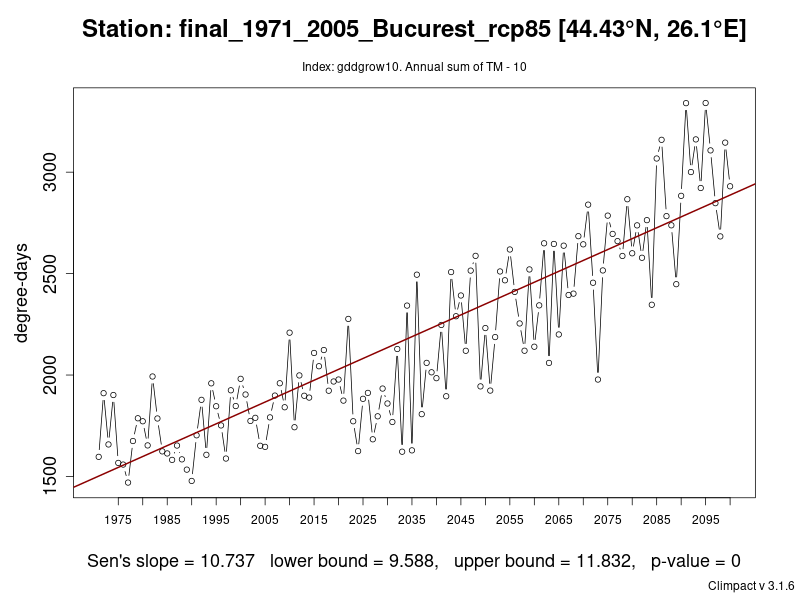 Station: final_1971_2005_Bucurest_rcp85 [44.43°N, 26.1°E]
Index: gddgrow10. Annual sum of TM - 10
degree-days
3000
2500
2000
1500
1975 1985 1995 2005 2015 2025 2035 2045 2055 2065 2075 2085 2095
Sen's slope = 10.737 lower bound = 9.588, upper bound = 11.832, p-value = 0
Climpact v 3.1.6